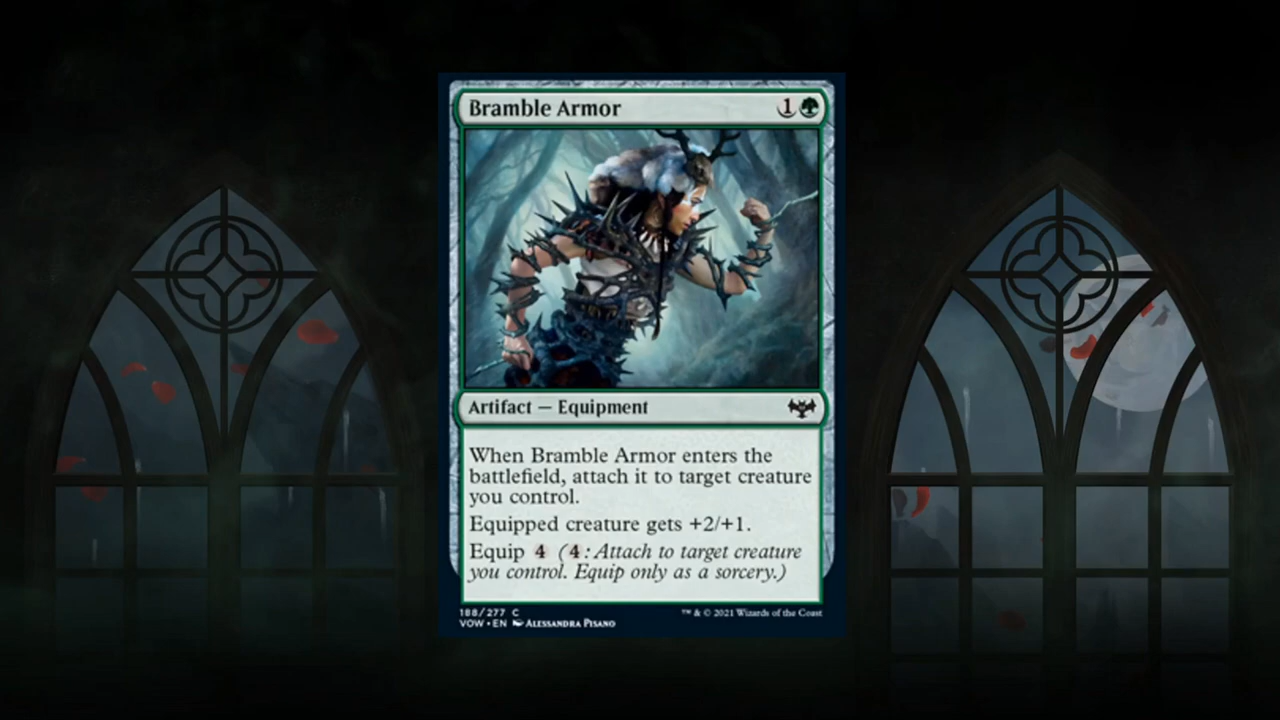 Bramble Armor 1
Artifact — Equipment
When Bramble Armor enters the
battlefield, attach it to target creature
you control.
Equipped creature gets +2/+1.
Equip 4 (4: Attach to target creature
you control. Equip only as a sorcery.)
188/277 C ™ & © 2021 Wizards of the Coast
VOW • EN Alessandra Pisano